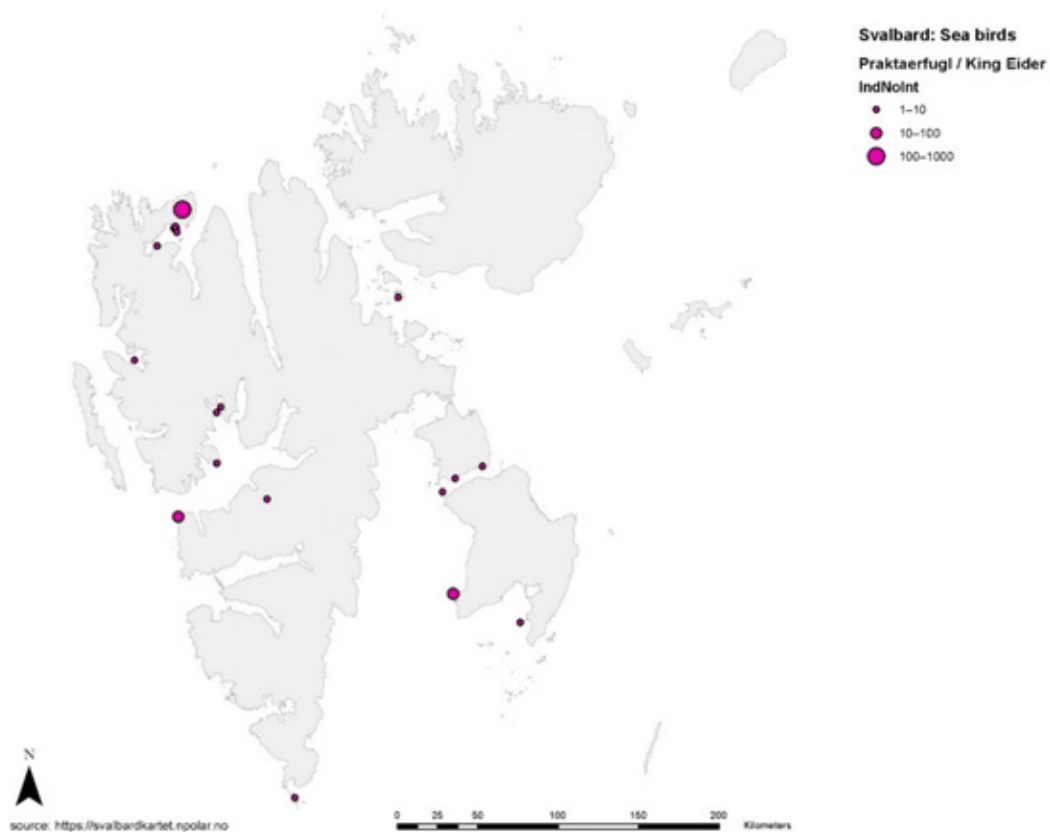 Svalbard: Sea birds
Praktaerfugl / King Eider
IndNoInt
1–10
10–100
100–1000
N
source: https://svalbardkartet.npolar.no
0 25 50 100 150 200
Kilometers